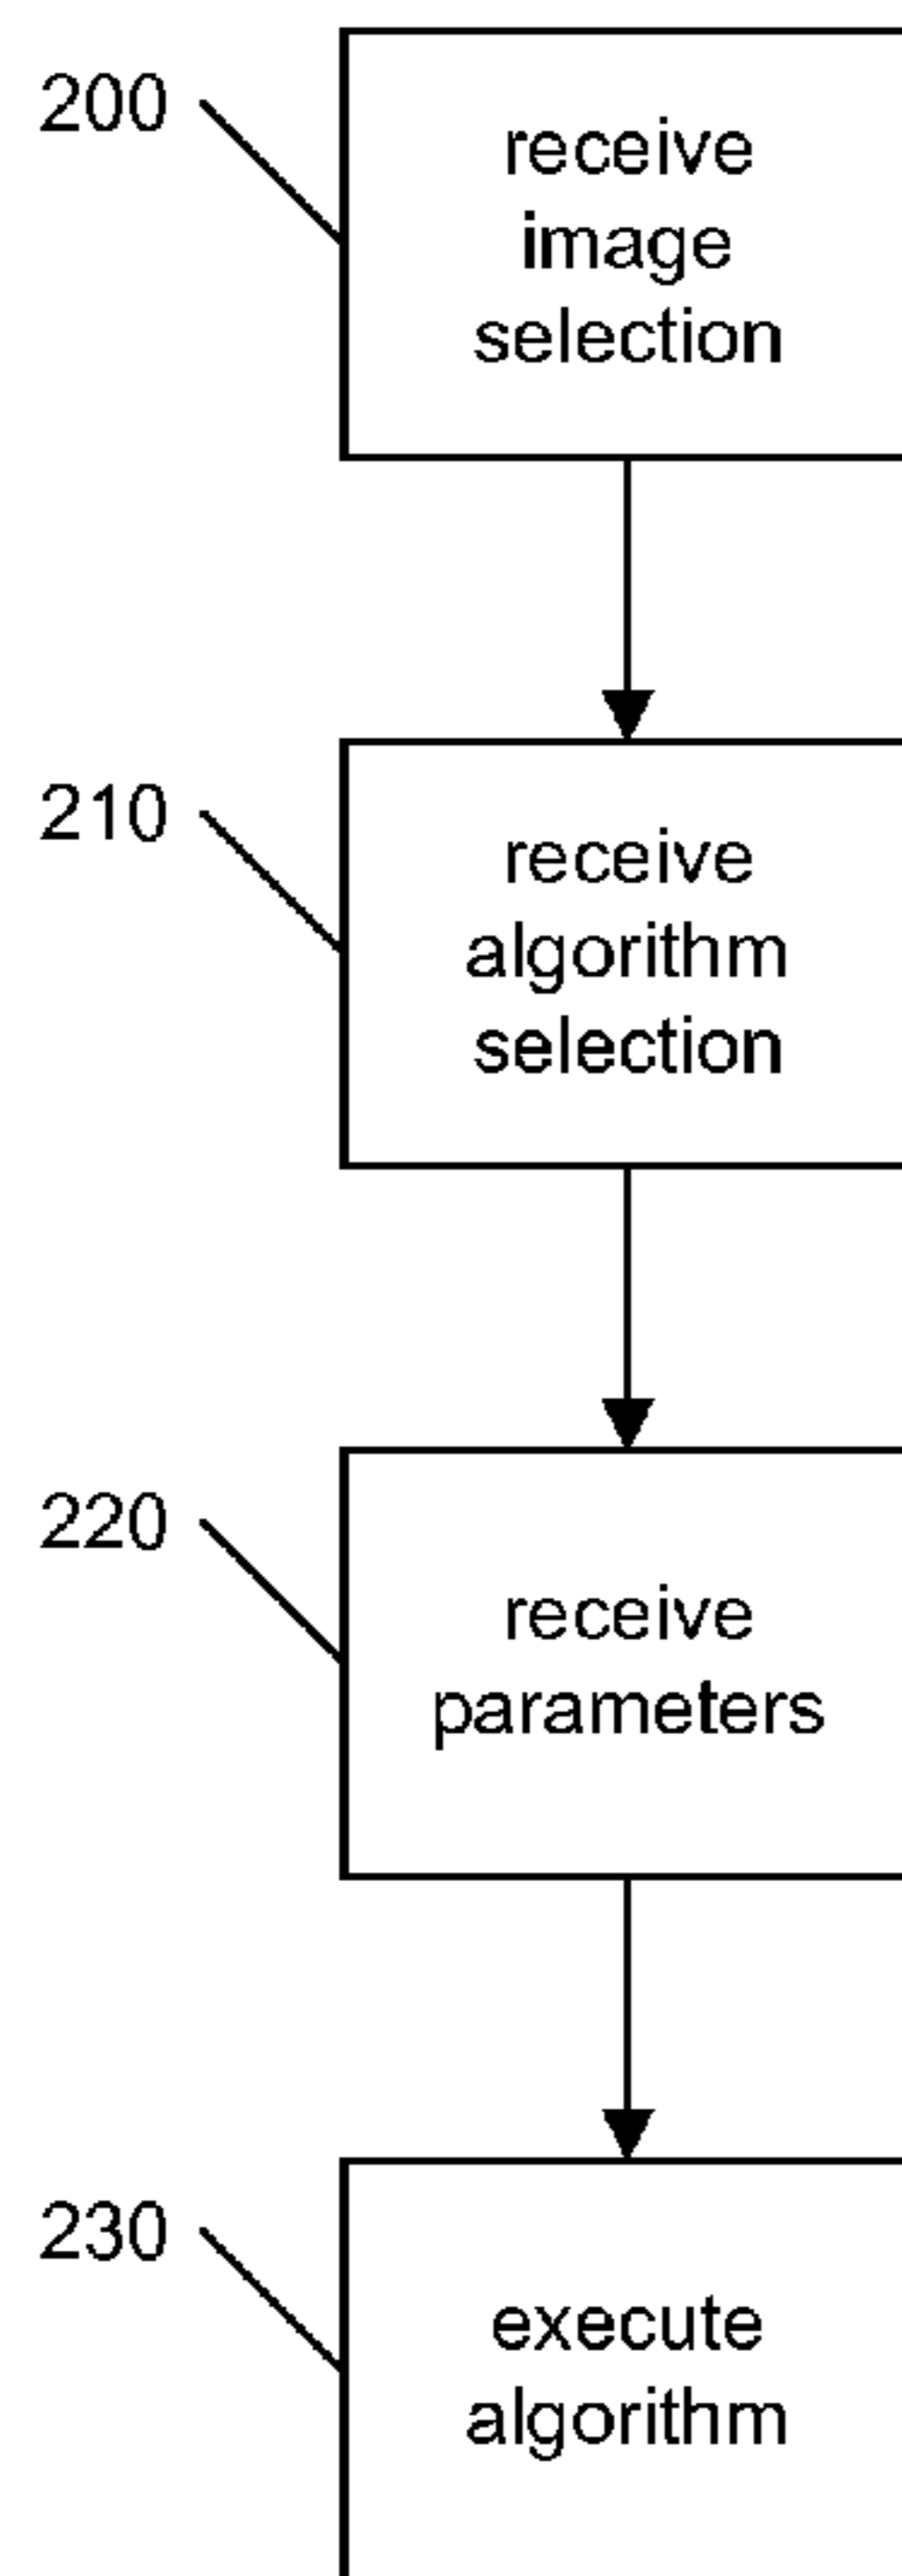 200
receive
image
selection
210
receive
algorithm
selection
220
receive
parameters
230
execute
algorithm